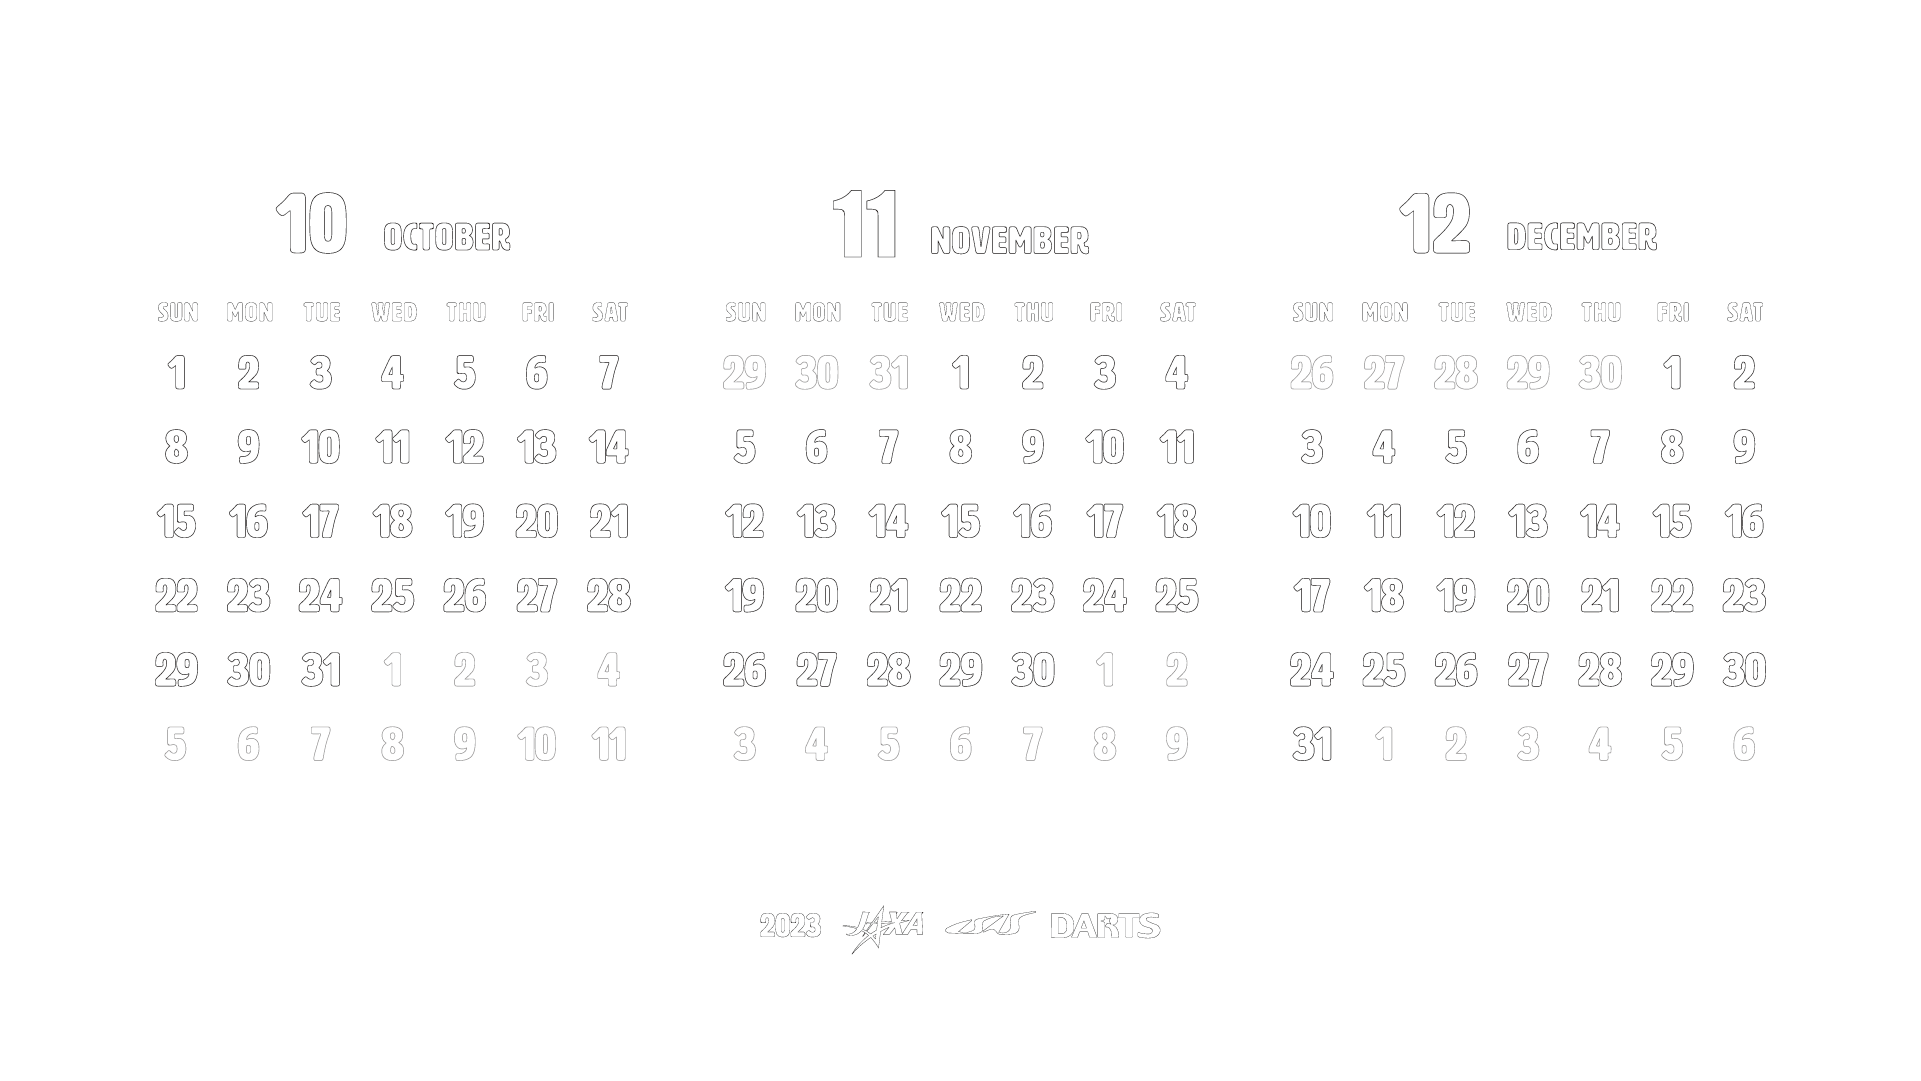 10 OCTOBER
SUN MON TUE WED THU FRI SAT
1 2 3 4 5 6 7
8 9 10 11 12 13 14
15 16 17 18 19 20 21
22 23 24 25 26 27 28
29 30 31 1 2 3 4
5 6 7 8 9 10 11
11 NOVEMBER
SUN MON TUE WED THU FRI SAT
29 30 31 1 2 3 4
5 6 7 8 9 10 11
12 13 14 15 16 17 18
19 20 21 22 23 24 25
26 27 28 29 30 1 2
3 4 5 6 7 8 9
12 DECEMBER
SUN MON TUE WED THU FRI SAT
26 27 28 29 30 1 2
3 4 5 6 7 8 9
10 11 12 13 14 15 16
17 18 19 20 21 22 23
24 25 26 27 28 29 30
31 1 2 3 4 5 6
2023 JAXA ISAS DARTS